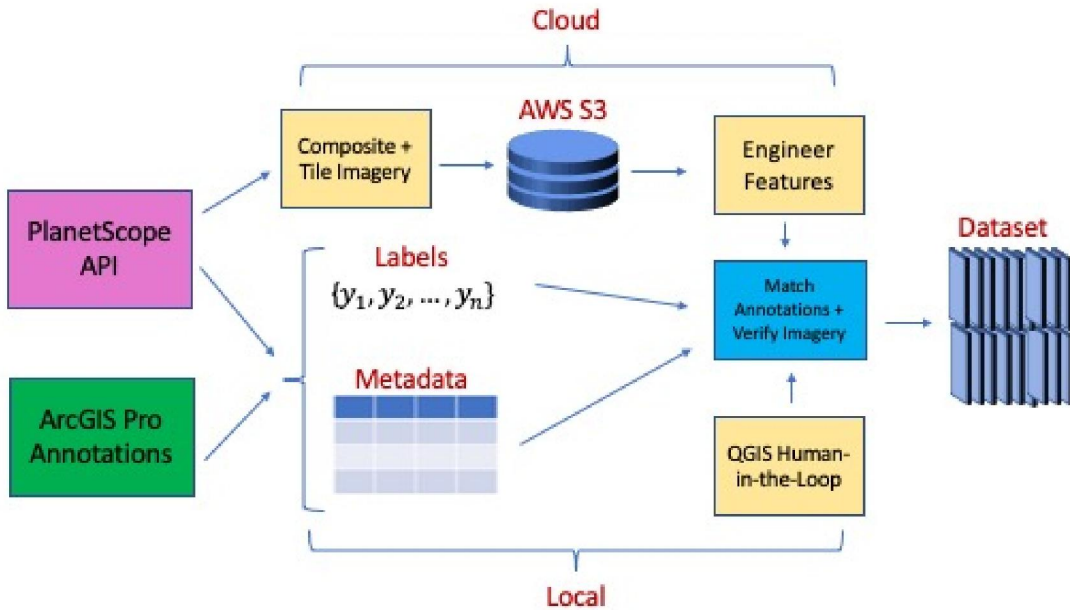 Cloud
AWS S3
Composite +
Tile Imagery
Engineer
Features
PlanetScope
API
Labels
{y₁, y₂, ... , yₙ}
Dataset
Match
Annotations +
Verify Imagery
Metadata
ArcGIS Pro
Annotations
QGIS Human-
in-the-Loop
Local